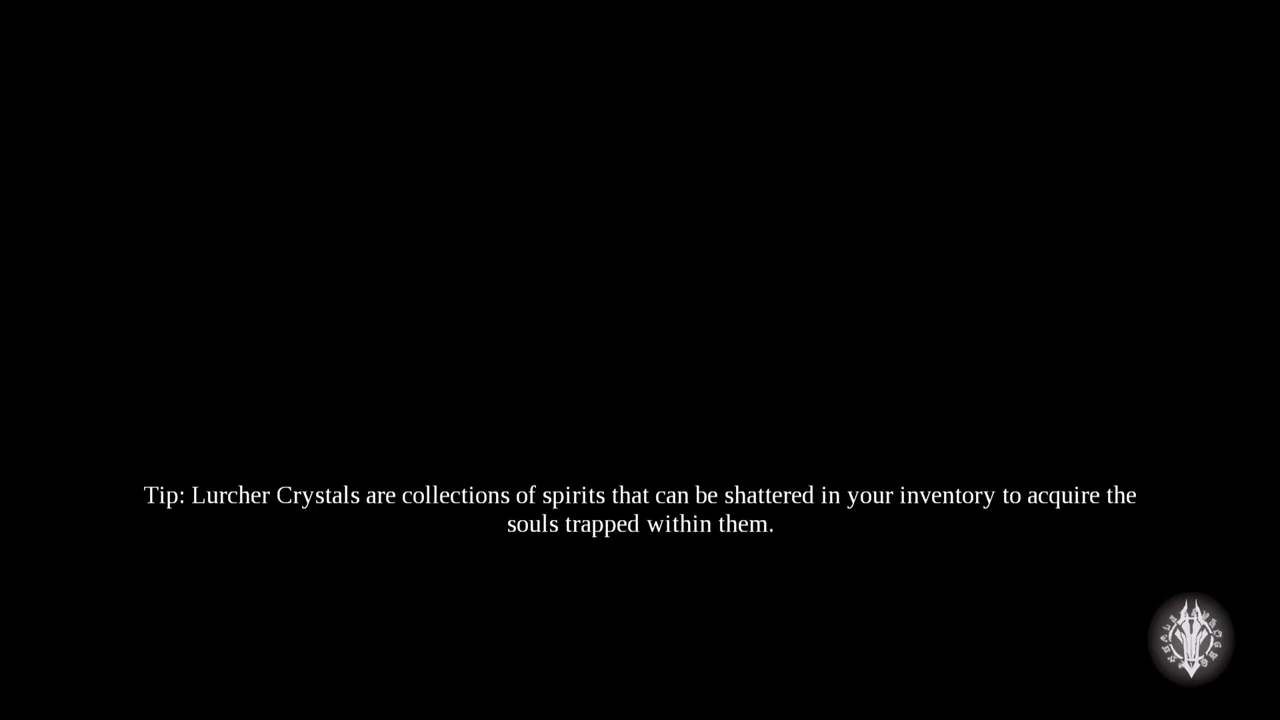 Tip: Lurcher Crystals are collections of spirits that can be shattered in your inventory to acquire the
souls trapped within them.